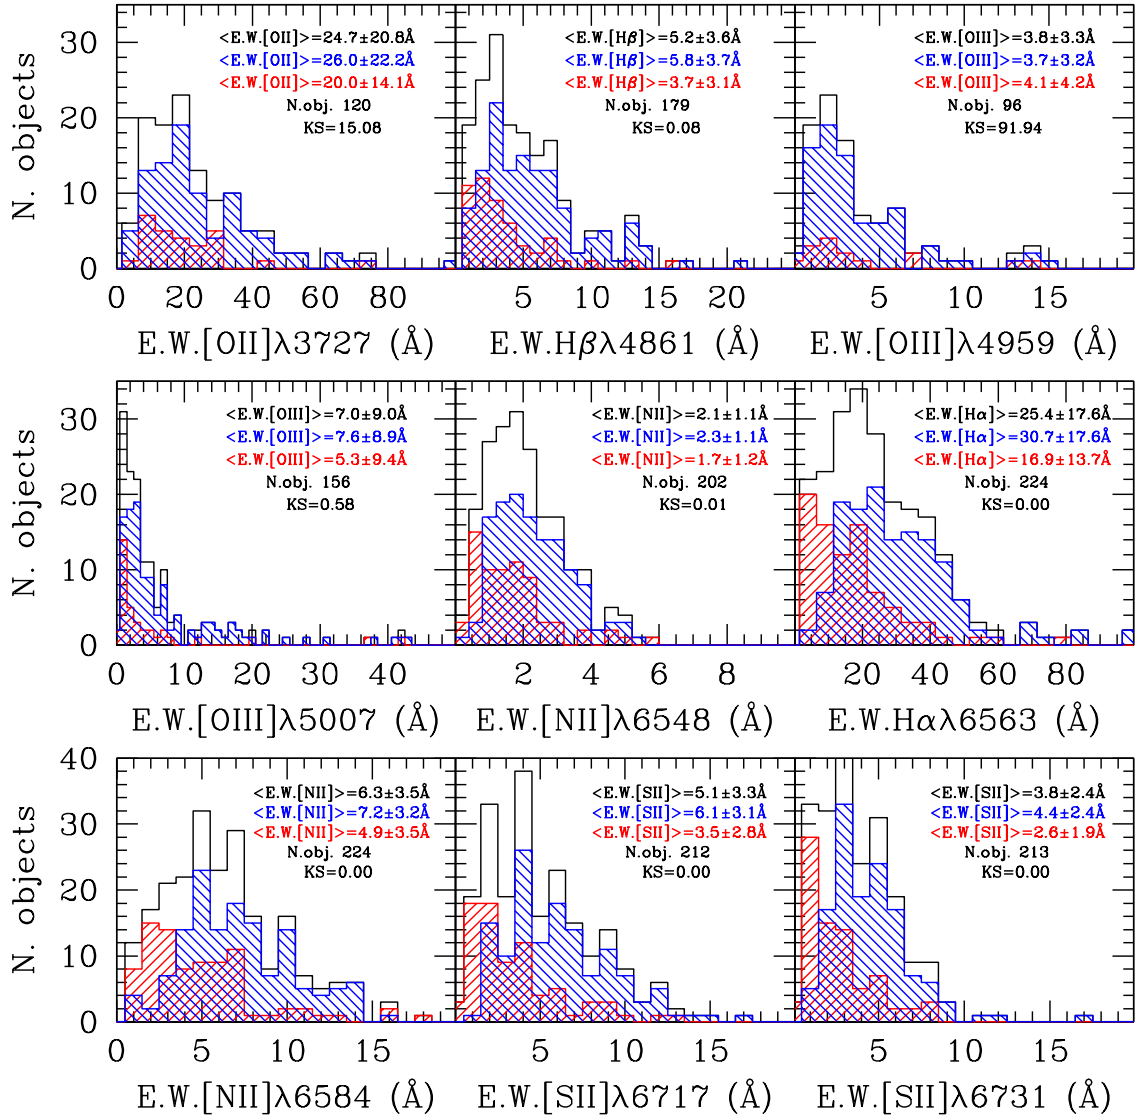 <E.W.[OII]>=24.7±20.8Å
<E.W.[OII]>=26.0±22.2Å
<E.W.[OII]>=20.0±14.1Å
N.obj. 120
KS=15.08
N. objects
30
20
10
0
0 20 40 60 80
E.W.[OII]λ3727 (Å)
<E.W.[Hβ]>=5.2±3.6Å
<E.W.[Hβ]>=5.8±3.7Å
<E.W.[Hβ]>=3.7±3.1Å
N.obj. 179
KS=0.08
5 10 15 20
E.W.Hβλ4861 (Å)
<E.W.[OIII]>=3.8±3.3Å
<E.W.[OIII]>=3.7±3.2Å
<E.W.[OIII]>=4.1±4.2Å
N.obj. 96
KS=91.94
5 10 15
E.W.[OIII]λ4959 (Å)
<E.W.[OIII]>=7.0±9.0Å
<E.W.[OIII]>=7.6±8.9Å
<E.W.[OIII]>=5.3±9.4Å
N.obj. 156
KS=0.58
N. objects
30
20
10
0
0 10 20 30 40
E.W.[OIII]λ5007 (Å)
<E.W.[NII]>=2.1±1.1Å
<E.W.[NII]>=2.3±1.1Å
<E.W.[NII]>=1.7±1.2Å
N.obj. 202
KS=0.01
2 4 6 8
E.W.[NII]λ6548 (Å)
<E.W.[Hα]>=25.4±17.6Å
<E.W.[Hα]>=30.7±17.6Å
<E.W.[Hα]>=16.9±13.7Å
N.obj. 224
KS=0.00
20 40 60 80
E.W.Hαλ6563 (Å)
<E.W.[NII]>=6.3±3.5Å
<E.W.[NII]>=7.2±3.2Å
<E.W.[NII]>=4.9±3.5Å
N.obj. 224
KS=0.00
N. objects
40
30
20
10
0
0 5 10 15
E.W.[NII]λ6584 (Å)
<E.W.[SII]>=5.1±3.3Å
<E.W.[SII]>=6.1±3.1Å
<E.W.[SII]>=3.5±2.8Å
N.obj. 212
KS=0.00
5 10 15
E.W.[SII]λ6717 (Å)
<E.W.[SII]>=3.8±2.4Å
<E.W.[SII]>=4.4±2.4Å
<E.W.[SII]>=2.6±1.9Å
N.obj. 213
KS=0.00
5 10 15
E.W.[SII]λ6731 (Å)